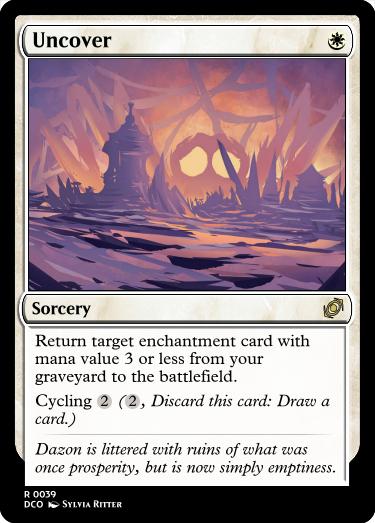 Uncover
Sorcery
Return target enchantment card with
mana value 3 or less from your
graveyard to the battlefield.
Cycling 2 (2, Discard this card: Draw a
card.)
Dazon is littered with ruins of what was
once prosperity, but is now simply emptiness.
R 0039
DCO Sylvia Ritter